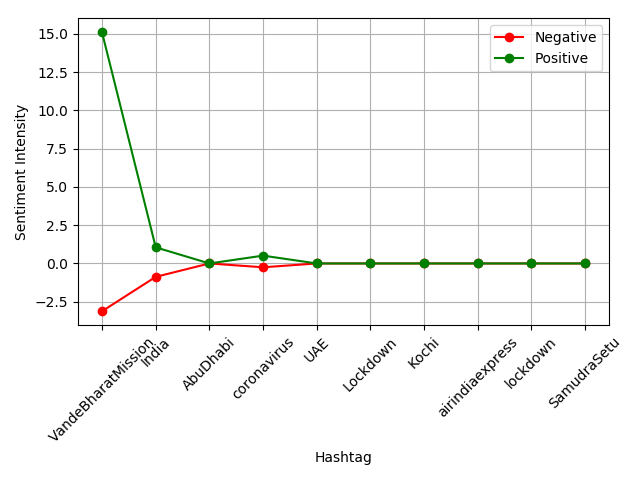 15.0
12.5
10.0
7.5
5.0
2.5
0.0
−2.5
Sentiment Intensity
Negative
Positive
VandeBharatMission
India
AbuDhabi
coronavirus
UAE
Lockdown
Kochi
airindiaexpress
lockdown
SamudraSetu
Hashtag